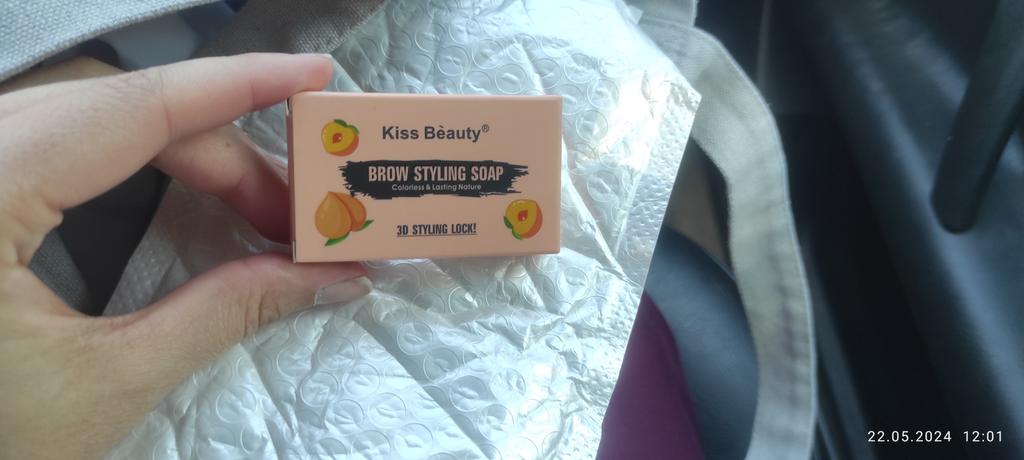 Kiss Bèauty®
BROW STYLING SOAP
Colorless & Lasting Nature
3D STYLING LOCK!
22.05.2024 12:01